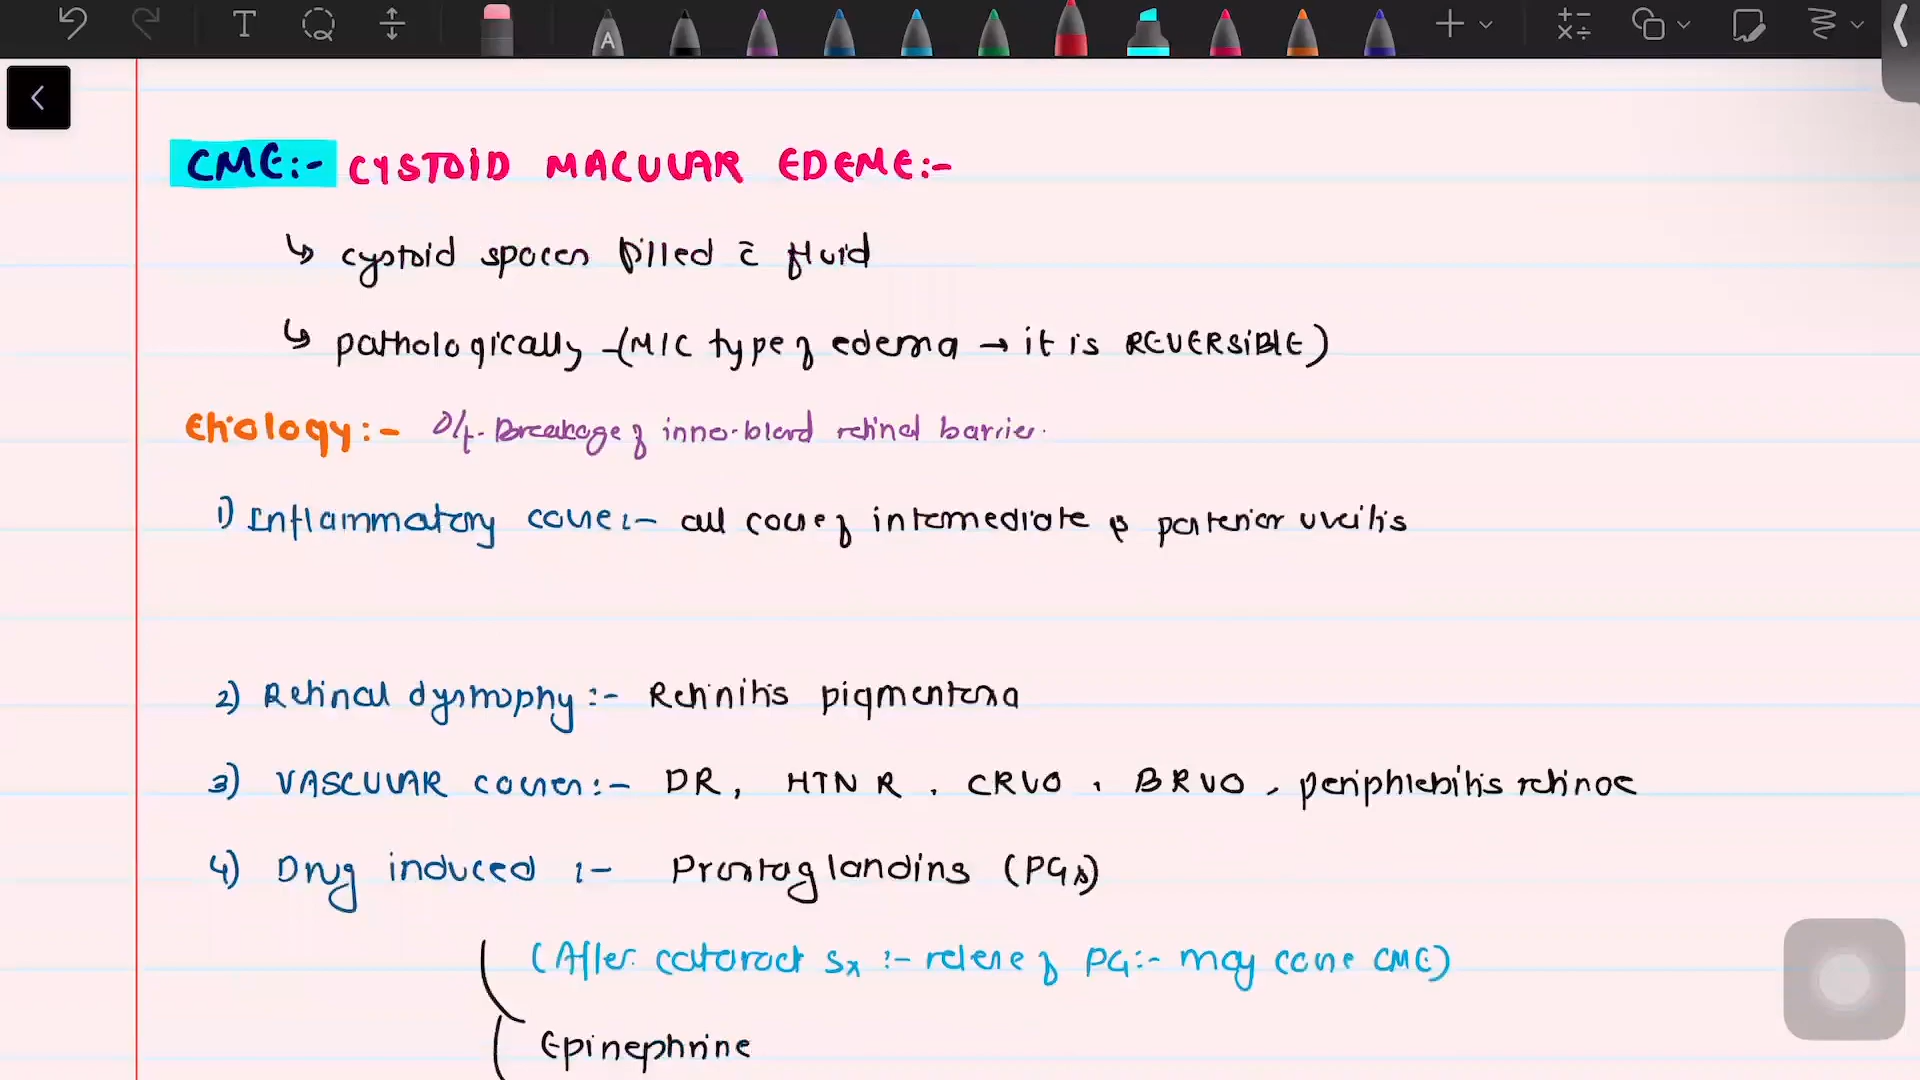 CME:- CYSTOID MACULAR EDEME:-
↳ cystoid spaces filled c̄ fluid
↳ pathologically -(M/C type of edema → it is REVERSIBLE)
Etiology:- D/t. Breakage of inner-blood retinal barrier.
1) Inflammatory cause:- all cause of intermediate & posterior uveitis
2) Retinal dystrophy:- Retinitis pigmentosa
3) VASCULAR causes:- DR, HTN R, CRVO, BRVO, periphlebitis retinae
4) Drug induced :- Prostaglandins (PGs)
(After cataract Sx :- release of PG:- may cause CME)
Epinephrine